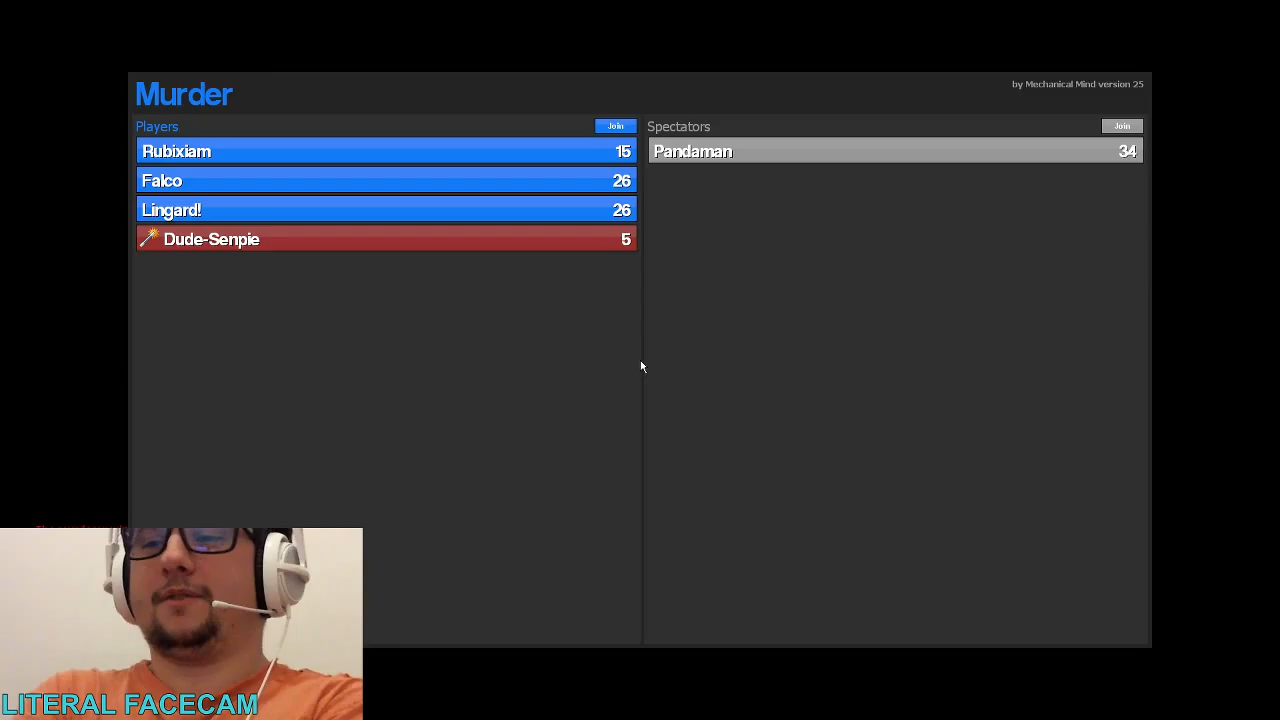 Murder
by Mechanical Mind version 25
Players
Join
Rubixiam 15
Falco 26
Lingard! 26
Dude-Senpie 5
Spectators
Join
Pandaman 34
LITERAL FACECAM